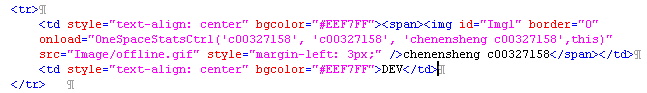 <tr>
<td style="text-align: center" bgcolor="#EEF7FF"><span><img id="Img1" border="0"
onload="OneSpaceStatsCtrl('c00327158', 'c00327158', 'chenensheng c00327158',this)"
src="Image/offline.gif" style="margin-left: 3px;" />chenensheng c00327158</span></td>
<td style="text-align: center" bgcolor="#EEF7FF">DEV</td>
</tr>